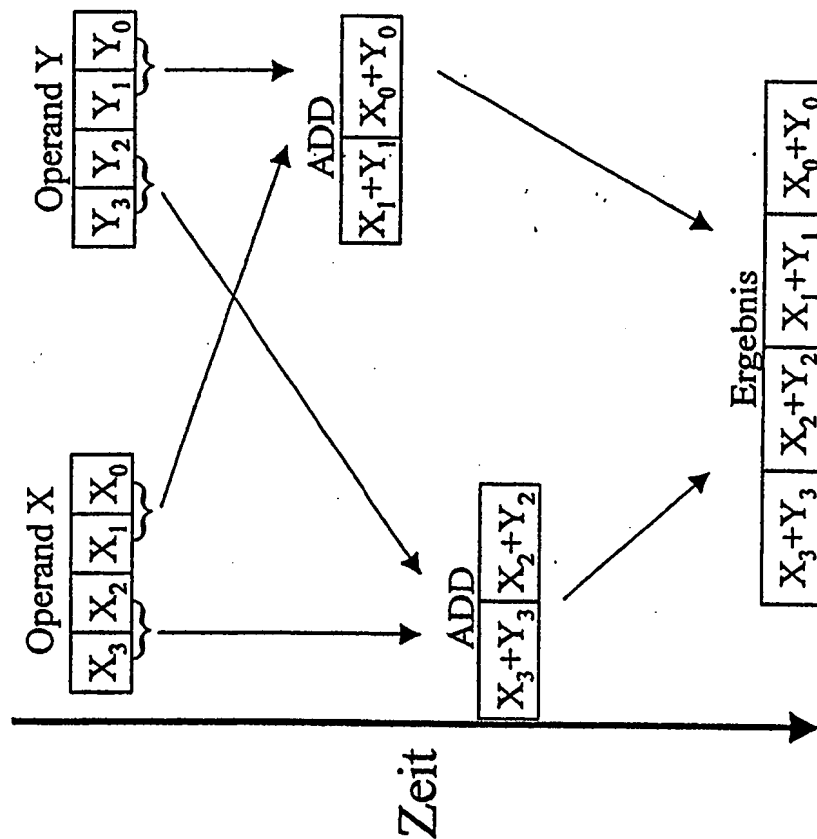 Operand X
X₃ X₂ X₁ X₀
Operand Y
Y₃ Y₂ Y₁ Y₀
ADD
X₁+Y₁ X₀+Y₀
ADD
X₃+Y₃ X₂+Y₂
Ergebnis
X₃+Y₃ X₂+Y₂ X₁+Y₁ X₀+Y₀
Zeit